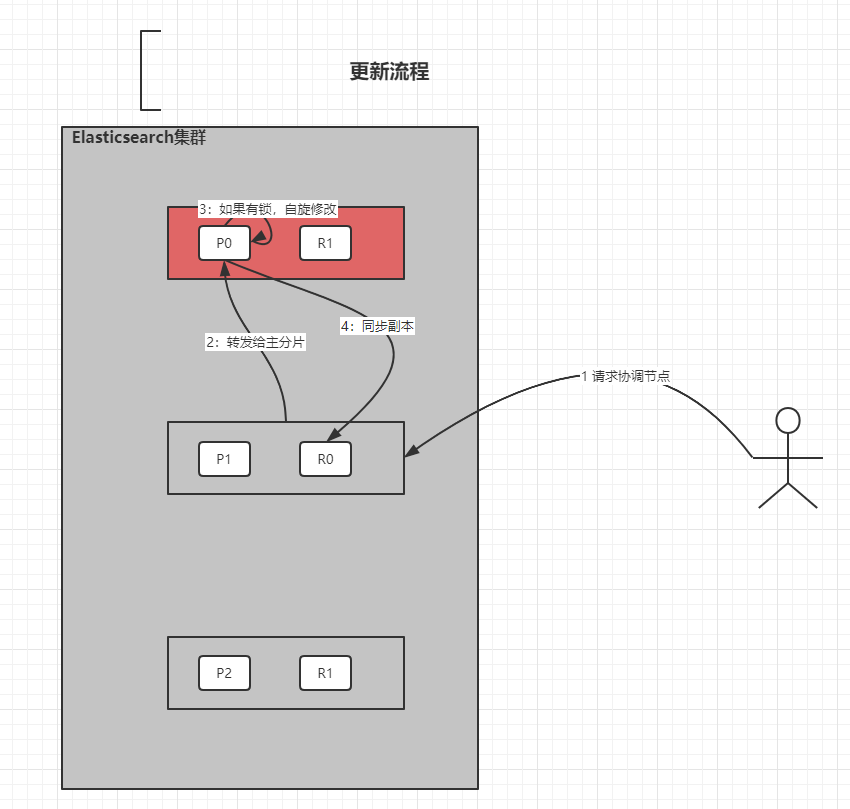 更新流程
Elasticsearch集群
3：如果有锁，自旋修改
P0
R1
4：同步副本
2：转发给主分片
1 请求协调节点
P1
R0
P2
R1